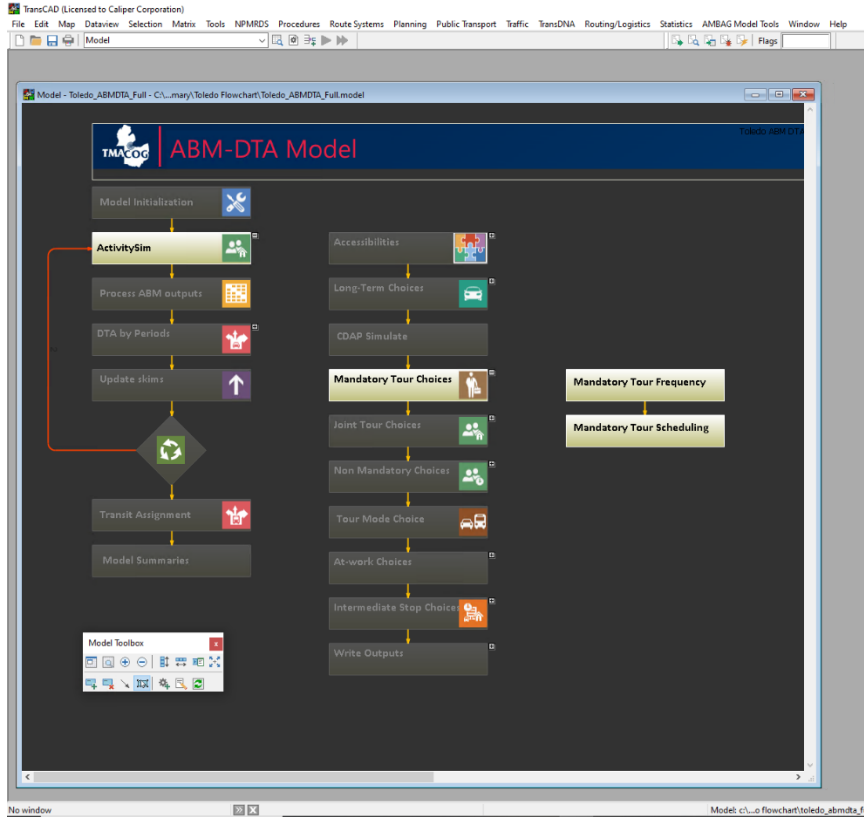 TransCAD (Licensed to Caliper Corporation)
File Edit Map Dataview Selection Matrix Tools NPMRDS Procedures Route Systems Planning Public Transport Traffic TransDNA Routing/Logistics Statistics AMBAG Model Tools Window Help
Model Flags
Model - Toledo_ABMDTA_Full - C:\...mary\Toledo Flowchart\Toledo_ABMDTA_Full.model
Toledo ABM DTA
TMACOG ABM-DTA Model
Model Initialization
ActivitySim
Process ABM outputs
DTA by Periods
Update skims
Transit Assignment
Model Summaries
Accessibilities
Long-Term Choices
CDAP Simulate
Mandatory Tour Choices
Joint Tour Choices
Non Mandatory Choices
Tour Mode Choice
At-work Choices
Intermediate Stop Choices
Write Outputs
Mandatory Tour Frequency
Mandatory Tour Scheduling
Model Toolbox
No window Model: c:\...o flowchart\toledo_abmdta_f